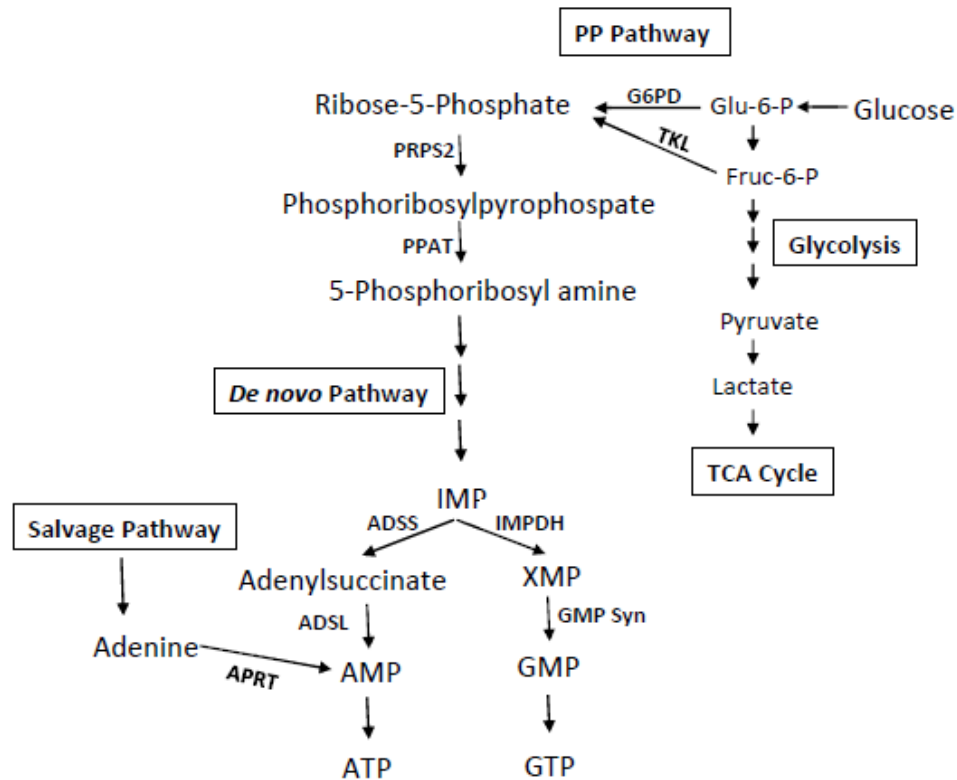 PP Pathway
Ribose-5-Phosphate
G6PD
Glu-6-P
Glucose
TKL
PRPS2
Fruc-6-P
Phosphoribosylpyrophospate
PPAT
Glycolysis
5-Phosphoribosyl amine
Pyruvate
De novo Pathway
Lactate
TCA Cycle
IMP
Salvage Pathway
ADSS
IMPDH
Adenylsuccinate
XMP
ADSL
GMP Syn
Adenine
APRT
AMP
GMP
ATP
GTP